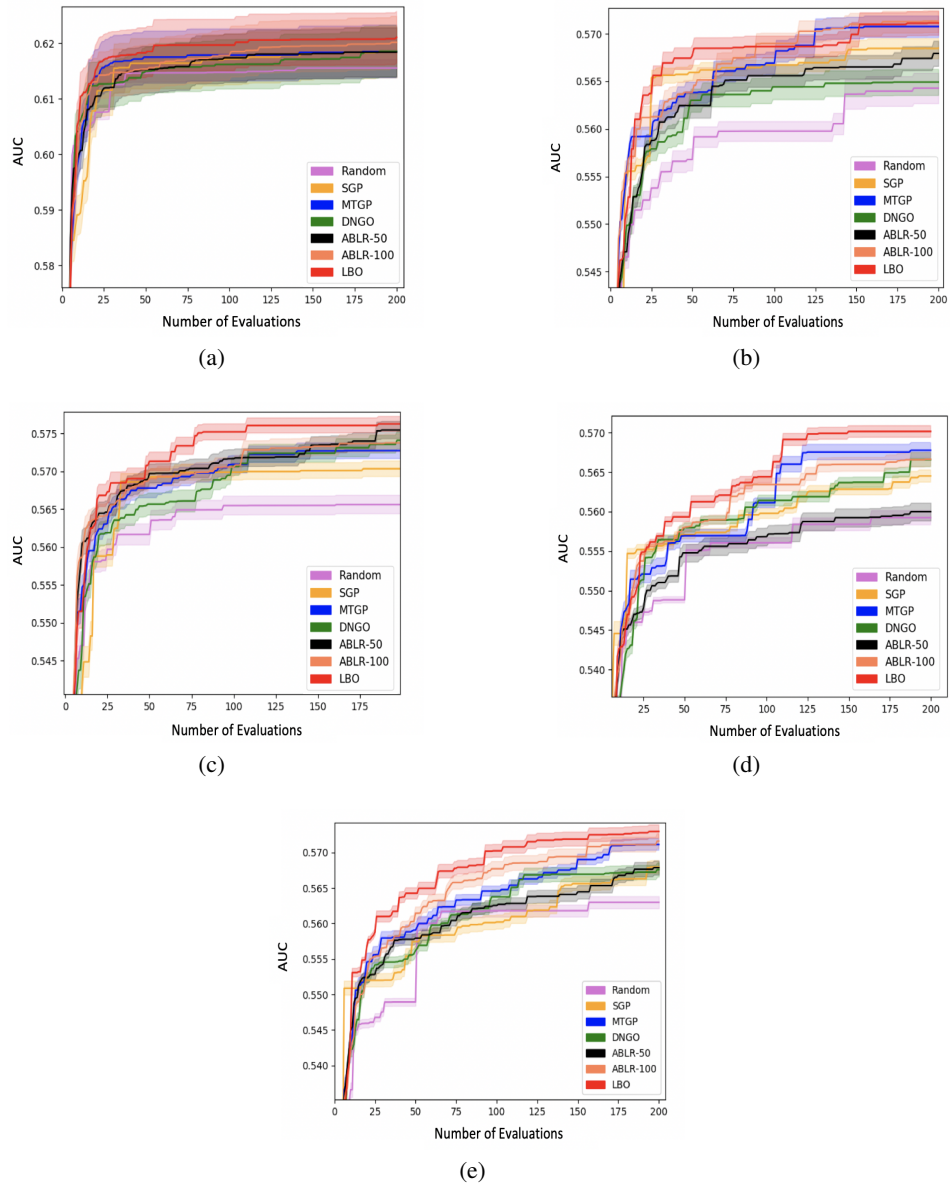 AUC
0.62
0.61
0.60
0.59
0.58
Random
SGP
MTGP
DNGO
ABLR-50
ABLR-100
LBO
0 25 50 75 100 125 150 175 200
Number of Evaluations
(a)
AUC
0.570
0.565
0.560
0.555
0.550
0.545
Random
SGP
MTGP
DNGO
ABLR-50
ABLR-100
LBO
0 25 50 75 100 125 150 175 200
Number of Evaluations
(b)
AUC
0.575
0.570
0.565
0.560
0.555
0.550
0.545
Random
SGP
MTGP
DNGO
ABLR-50
ABLR-100
LBO
0 25 50 75 100 125 150 175
Number of Evaluations
(c)
AUC
0.570
0.565
0.560
0.555
0.550
0.545
0.540
Random
SGP
MTGP
DNGO
ABLR-50
ABLR-100
LBO
25 50 75 100 125 150 175 200
Number of Evaluations
(d)
AUC
0.570
0.565
0.560
0.555
0.550
0.545
0.540
Random
SGP
MTGP
DNGO
ABLR-50
ABLR-100
LBO
0 25 50 75 100 125 150 175 200
Number of Evaluations
(e)